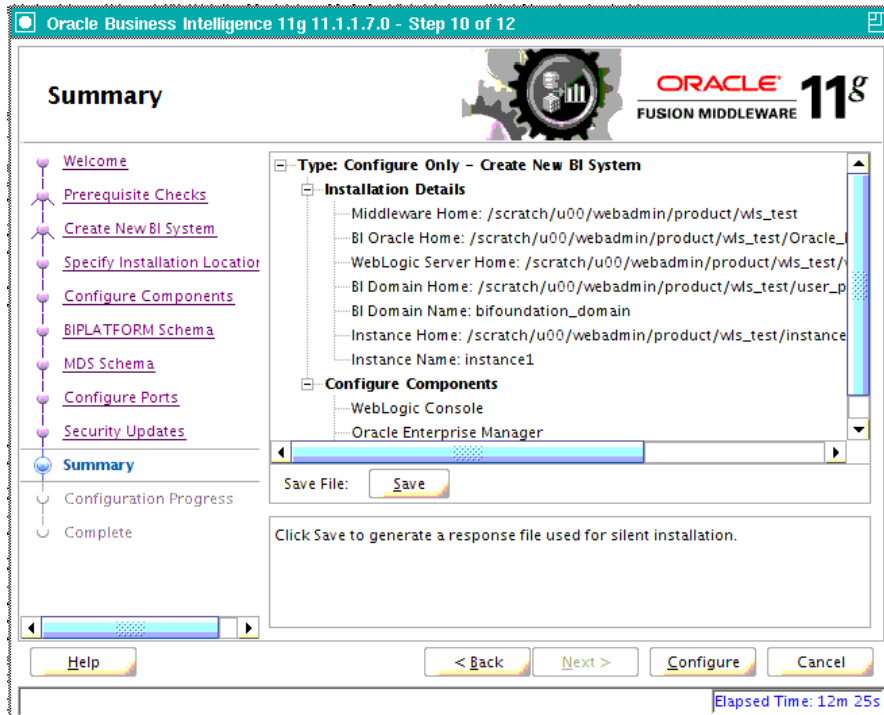 Oracle Business Intelligence 11g 11.1.1.7.0 - Step 10 of 12
Summary
ORACLE
FUSION MIDDLEWARE
11g
Welcome
Prerequisite Checks
Create New BI System
Specify Installation Location
Configure Components
BIPLATFORM Schema
MDS Schema
Configure Ports
Security Updates
Summary
Configuration Progress
Complete
Type: Configure Only - Create New BI System
Installation Details
Middleware Home: /scratch/u00/webadmin/product/wls_test
BI Oracle Home: /scratch/u00/webadmin/product/wls_test/Oracle_
WebLogic Server Home: /scratch/u00/webadmin/product/wls_test/
BI Domain Home: /scratch/u00/webadmin/product/wls_test/user_p
BI Domain Name: bifoundation_domain
Instance Home: /scratch/u00/webadmin/product/wls_test/instance
Instance Name: instance1
Configure Components
WebLogic Console
Oracle Enterprise Manager
Save File:
Save
Click Save to generate a response file used for silent installation.
Help
< Back
Next >
Configure
Cancel
Elapsed Time: 12m 25s